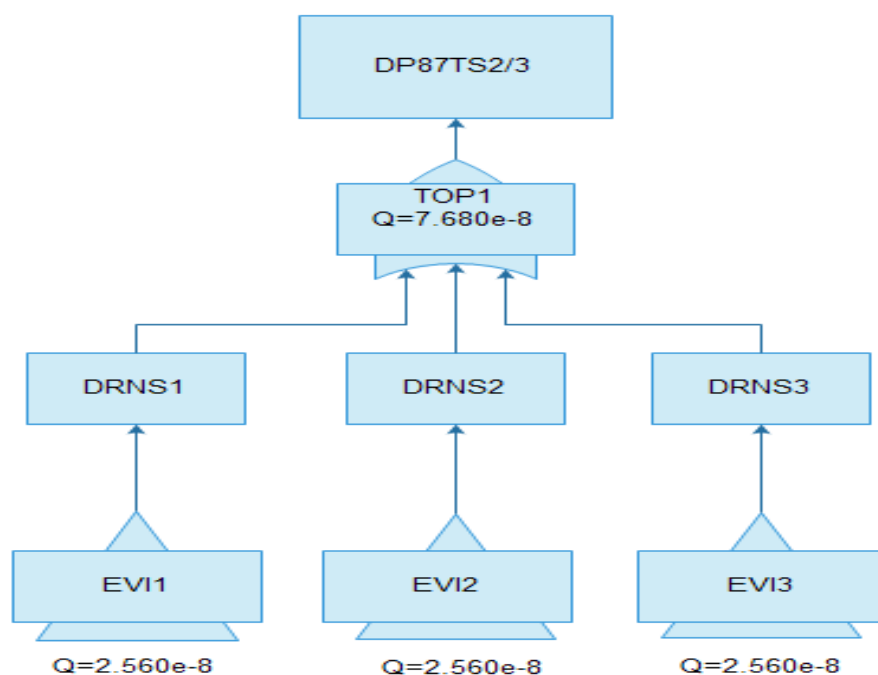 DP87TS2/3
TOP1
Q=7.680e-8
DRNS1
DRNS2
DRNS3
EVI1
EVI2
EVI3
Q=2.560e-8
Q=2.560e-8
Q=2.560e-8